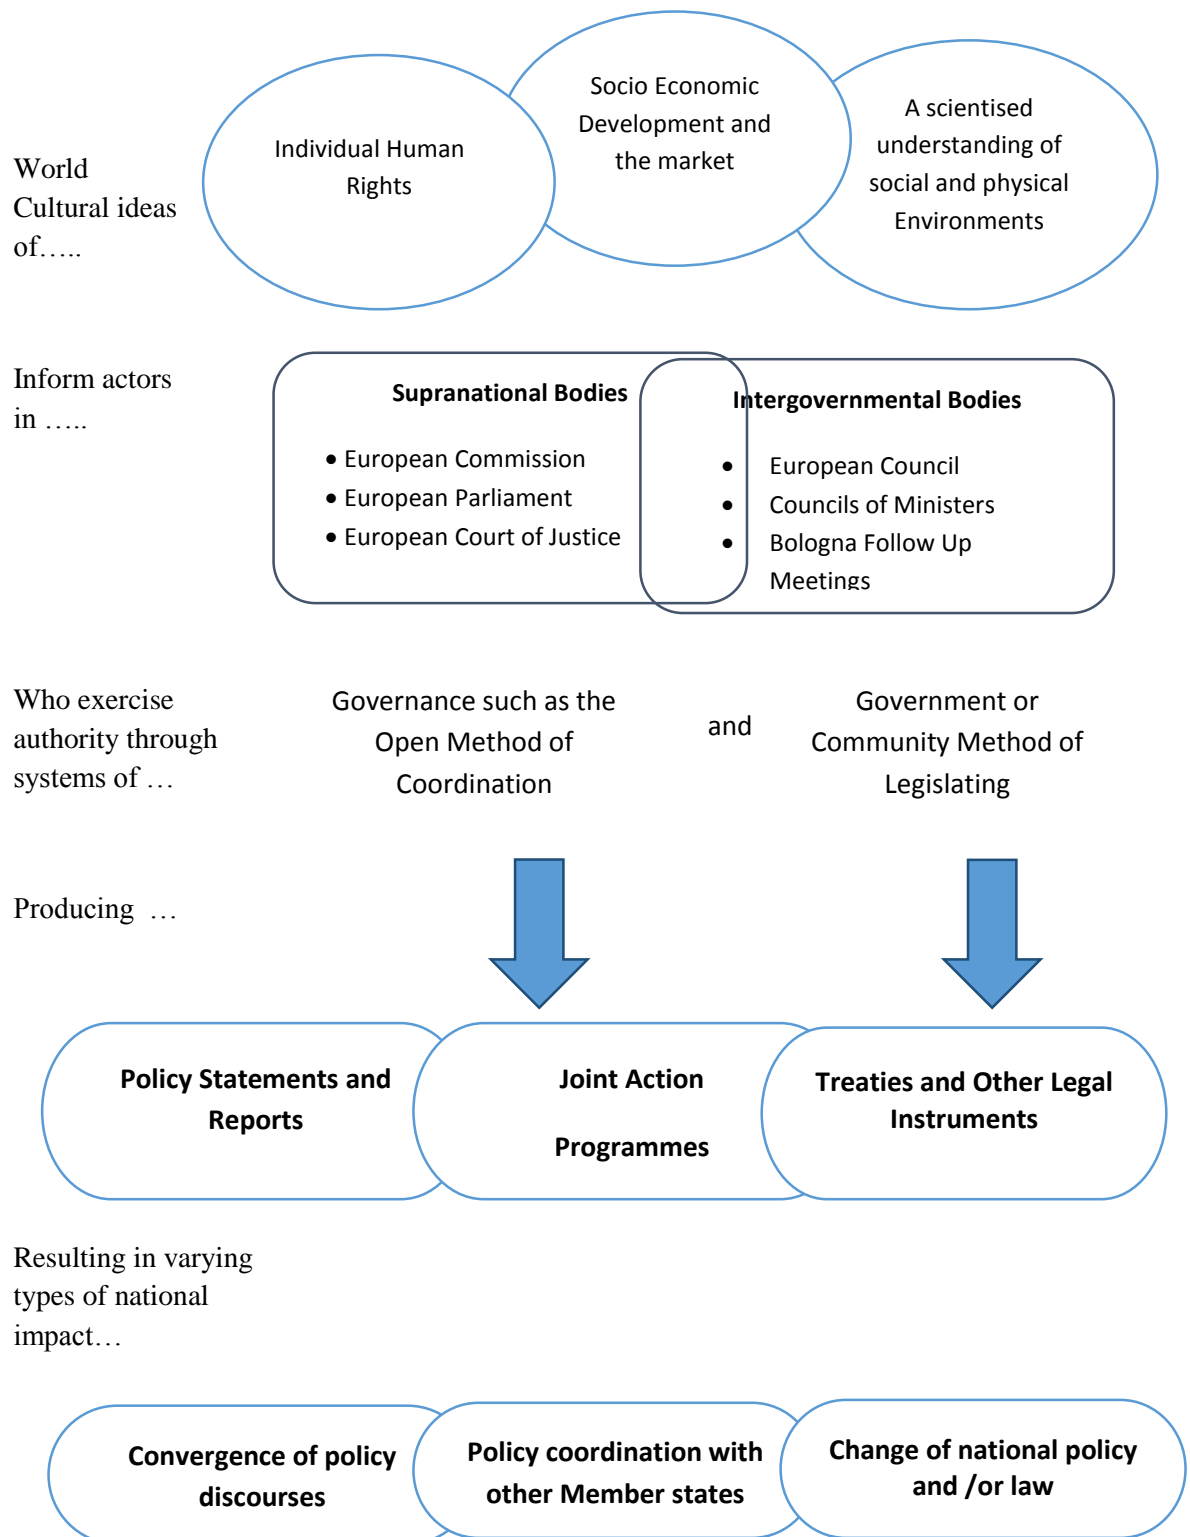 World
Cultural ideas
of…..
Individual Human
Rights
Socio Economic
Development and
the market
A scientised
understanding of
social and physical
Environments
Inform actors
in …..
Supranational Bodies
• European Commission
• European Parliament
• European Court of Justice
Intergovernmental Bodies
• European Council
• Councils of Ministers
• Bologna Follow Up
Meetings
Who exercise
authority through
systems of …
Governance such as the
Open Method of
Coordination
and
Government or
Community Method of
Legislating
Producing …
Policy Statements and
Reports
Joint Action
Programmes
Treaties and Other Legal
Instruments
Resulting in varying
types of national
impact…
Convergence of policy
discourses
Policy coordination with
other Member states
Change of national policy
and /or law